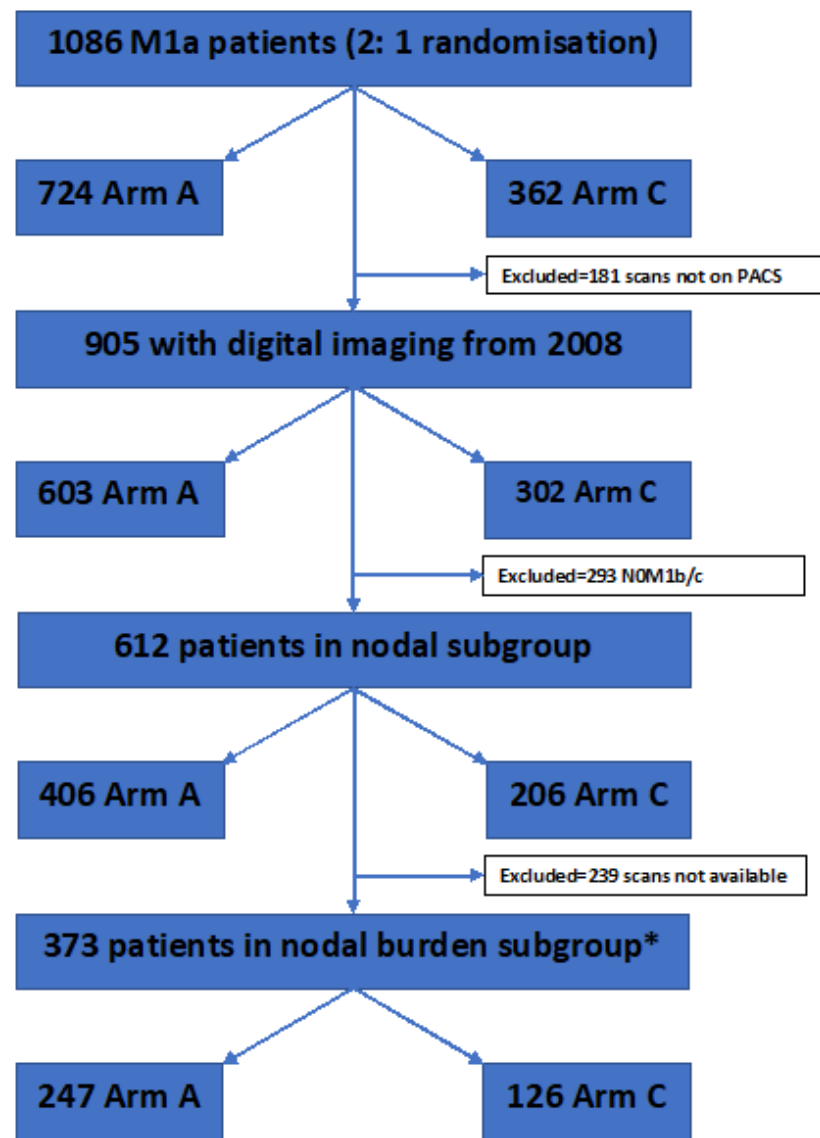 1086 M1a patients (2: 1 randomisation)
724 Arm A
362 Arm C
Excluded=181 scans not on PACS
905 with digital imaging from 2008
603 Arm A
302 Arm C
Excluded=293 N0M1b/c
612 patients in nodal subgroup
406 Arm A
206 Arm C
Excluded=239 scans not available
373 patients in nodal burden subgroup*
247 Arm A
126 Arm C